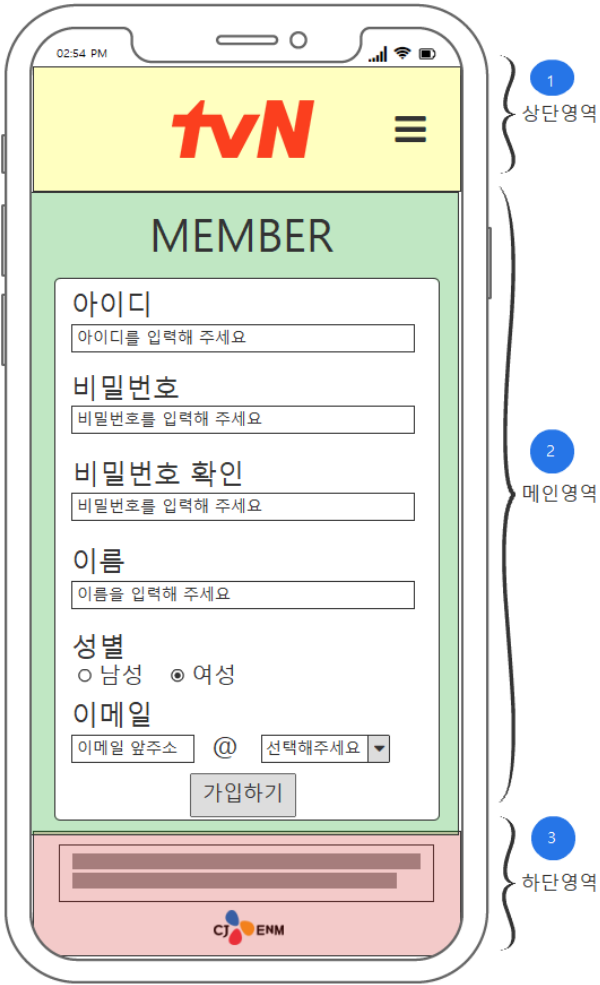 02:54 PM
tvN
1
상단영역
MEMBER
아이디
아이디를 입력해 주세요
비밀번호
비밀번호를 입력해 주세요
비밀번호 확인
비밀번호를 입력해 주세요
2
메인영역
이름
이름을 입력해 주세요
성별
남성 여성
이메일
이메일 앞주소 @ 선택해주세요
가입하기
3
하단영역
CJ ENM